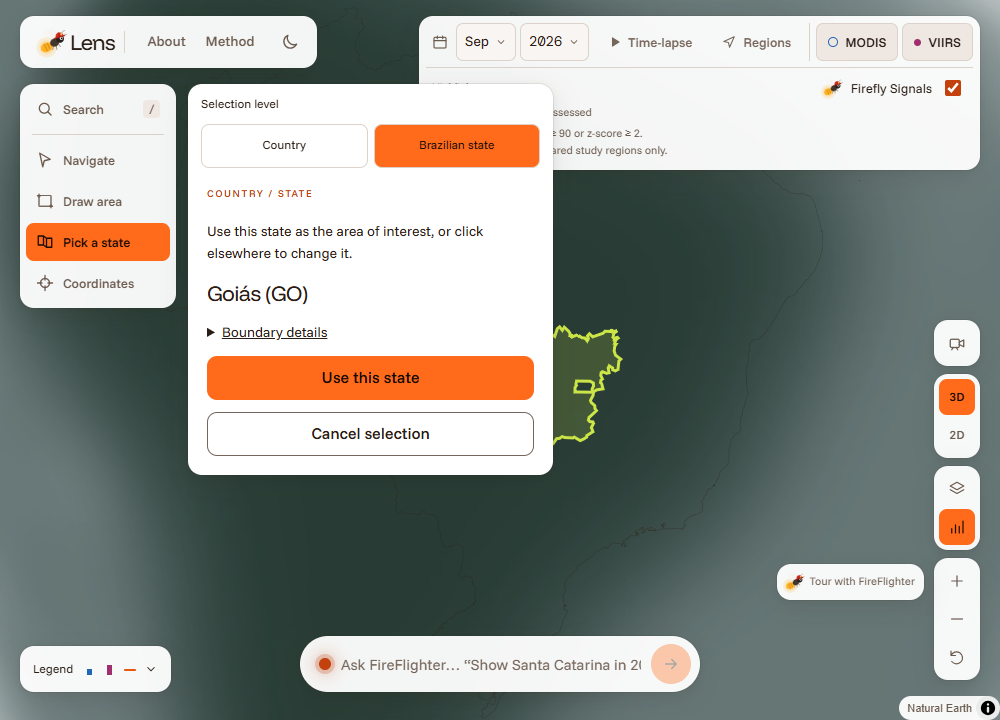 Lens
About
Method
Sep
2026
Time-lapse
Regions
MODIS
VIIRS
Search
/
Navigate
Draw area
Pick a state
Coordinates
Selection level
Country
Brazilian state
COUNTRY / STATE
Use this state as the area of interest, or click
elsewhere to change it.
Goiás (GO)
Boundary details
Use this state
Cancel selection
Firefly Signals
≥ 90 or z-score ≥ 2.
study regions only.
3D
2D
Tour with FireFlighter
Legend
Ask FireFlighter… “Show Santa Catarina in
Natural Earth